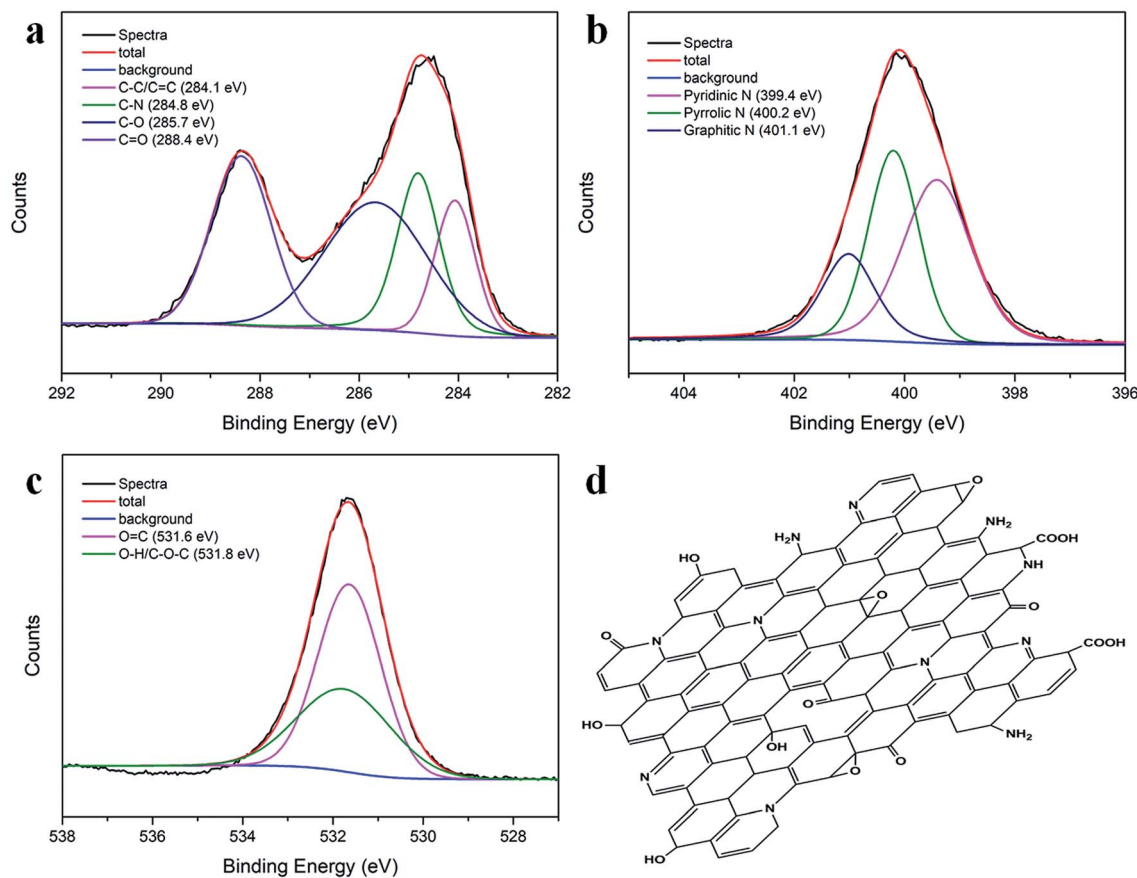 a
Spectra
total
background
C-C/C=C (284.1 eV)
C-N (284.8 eV)
C-O (285.7 eV)
C=O (288.4 eV)
Counts
292 290 288 286 284 282
Binding Energy (eV)
b
Spectra
total
background
Pyridinic N (399.4 eV)
Pyrrolic N (400.2 eV)
Graphitic N (401.1 eV)
Counts
404 402 400 398 396
Binding Energy (eV)
c
Spectra
total
background
O=C (531.6 eV)
O-H/C-O-C (531.8 eV)
Counts
538 536 534 532 530 528
Binding Energy (eV)
d
O
N
NH₂
H₂N
COOH
HO
NH
O
N
O
O
N
N
COOH
N
O
HO
NH₂
OH
O
N
O
N
HO